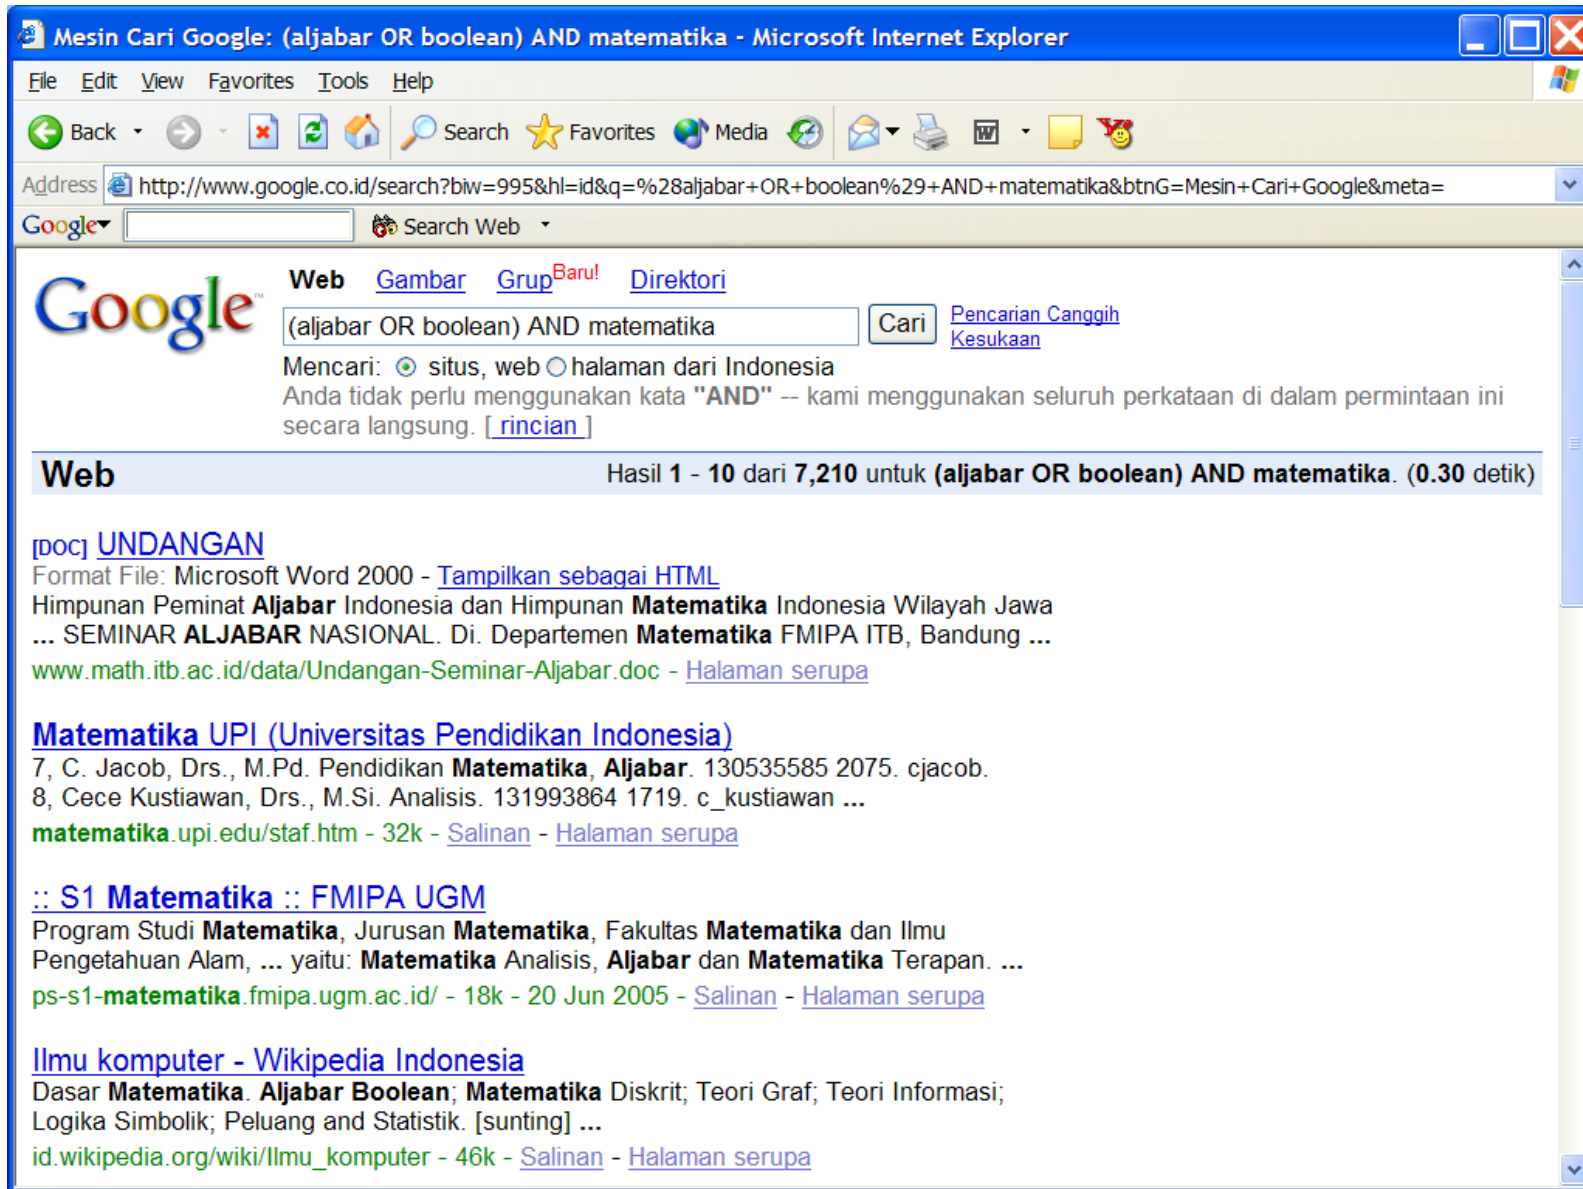 Mesin Cari Google: (aljabar OR boolean) AND matematika - Microsoft Internet Explorer
File Edit View Favorites Tools Help
Back Search Favorites Media
Address http://www.google.co.id/search?biw=995&hl=id&q=%28aljabar+OR+boolean%29+AND+matematika&btnG=Mesin+Cari+Google&meta=
Google Search Web
Google™ Web Gambar Grup Baru! Direktori
(aljabar OR boolean) AND matematika Cari Pencarian Canggih
Kesukaan
Mencari: situs, web halaman dari Indonesia
Anda tidak perlu menggunakan kata "AND" -- kami menggunakan seluruh perkataan di dalam permintaan ini
secara langsung. [ rincian ]
Web Hasil 1 - 10 dari 7,210 untuk (aljabar OR boolean) AND matematika. (0.30 detik)
[DOC] UNDANGAN
Format File: Microsoft Word 2000 - Tampilkan sebagai HTML
Himpunan Peminat Aljabar Indonesia dan Himpunan Matematika Indonesia Wilayah Jawa
... SEMINAR ALJABAR NASIONAL. Di. Departemen Matematika FMIPA ITB, Bandung ...
www.math.itb.ac.id/data/Undangan-Seminar-Aljabar.doc - Halaman serupa
Matematika UPI (Universitas Pendidikan Indonesia)
7, C. Jacob, Drs., M.Pd. Pendidikan Matematika, Aljabar. 130535585 2075. cjacob.
8, Cece Kustiawan, Drs., M.Si. Analisis. 131993864 1719. c_kustiawan ...
matematika.upi.edu/staf.htm - 32k - Salinan - Halaman serupa
:: S1 Matematika :: FMIPA UGM
Program Studi Matematika, Jurusan Matematika, Fakultas Matematika dan Ilmu
Pengetahuan Alam, ... yaitu: Matematika Analisis, Aljabar dan Matematika Terapan. ...
ps-s1-matematika.fmipa.ugm.ac.id/ - 18k - 20 Jun 2005 - Salinan - Halaman serupa
Ilmu komputer - Wikipedia Indonesia
Dasar Matematika. Aljabar Boolean; Matematika Diskrit; Teori Graf; Teori Informasi;
Logika Simbolik; Peluang and Statistik. [sunting] ...
id.wikipedia.org/wiki/Ilmu_komputer - 46k - Salinan - Halaman serupa